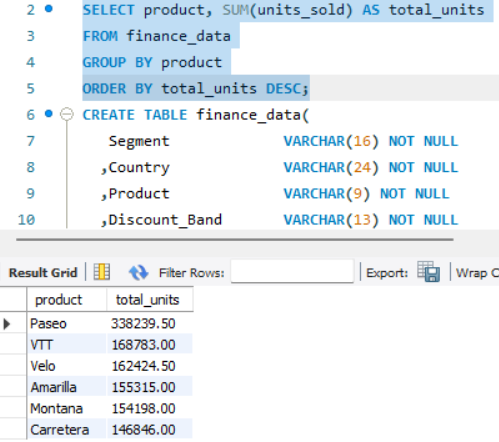 2 SELECT product, SUM(units_sold) AS total_units
3 FROM finance_data
4 GROUP BY product
5 ORDER BY total_units DESC;
6 CREATE TABLE finance_data(
7 Segment VARCHAR(16) NOT NULL
8 ,Country VARCHAR(24) NOT NULL
9 ,Product VARCHAR(9) NOT NULL
10 ,Discount_Band VARCHAR(13) NOT NULL
Result Grid Filter Rows: Export: Wrap C
product total_units
Paseo 338239.50
VTT 168783.00
Velo 162424.50
Amarilla 155315.00
Montana 154198.00
Carretera 146846.00